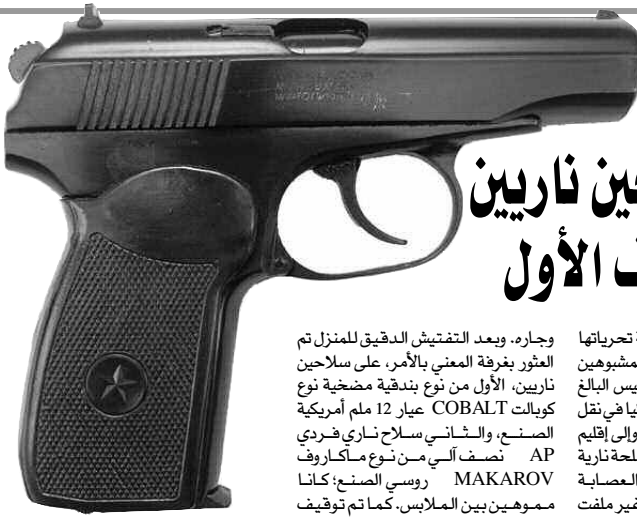 ين ناريين
الأول
تحرياتها
لمشبوهين
يس البالغ
يا في نقل
وإلى إقليم
لحة نارية
العصابة
غير ملفت
وجاره. وبعد التفتيش الدقيق للمنزل تم
العثور بغرفة المعني بالأمر، على سلاحين
ناريين، الأول من نوع بندقية مضخية نوع
كوبالت COBALT عيار 12 ملم أمريكية
الصنع، والثاني سلاح ناري فردي
AP نصف آلي من نوع ماكاروف
MAKAROV روسي الصنع؛ كانا
مموهين بين الملابس. كما تم توقيف